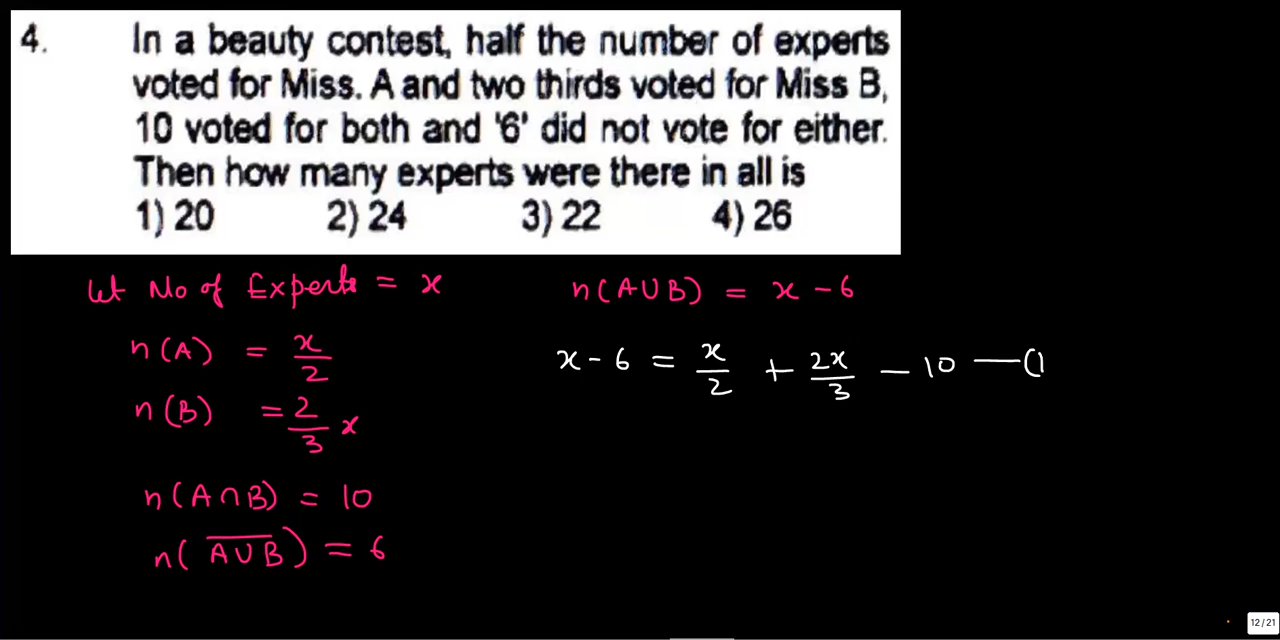 4. In a beauty contest, half the number of experts
voted for Miss. A and two thirds voted for Miss B,
10 voted for both and '6' did not vote for either.
Then how many experts were there in all is
1) 20 2) 24 3) 22 4) 26
let No of Experts = x
n(A) = x/2
n(B) = 2/3 x
n(A∩B) = 10
n(A̅∪̅B̅) = 6
n(A∪B) = x - 6
x - 6 = x/2 + 2x/3 - 10 —(1
12/21